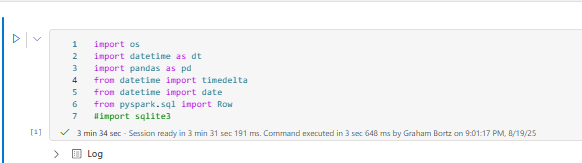 1 import os
2 import datetime as dt
3 import pandas as pd
4 from datetime import timedelta
5 from datetime import date
6 from pyspark.sql import Row
7 #import sqlite3
[1] 3 min 34 sec - Session ready in 3 min 31 sec 191 ms. Command executed in 3 sec 648 ms by Graham Bortz on 9:01:17 PM, 8/19/25
Log